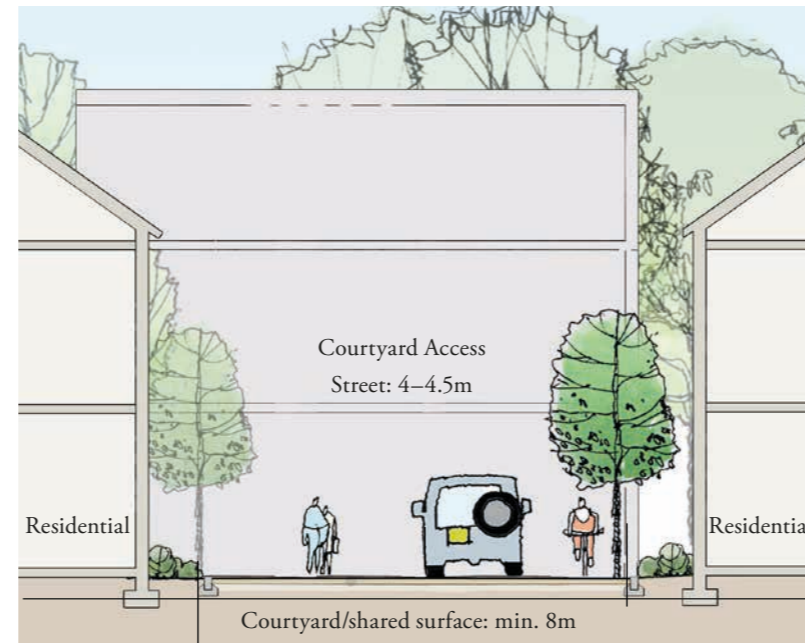 Courtyard Access
Street: 4–4.5m
Residential
Residentia
Courtyard/shared surface: min. 8m